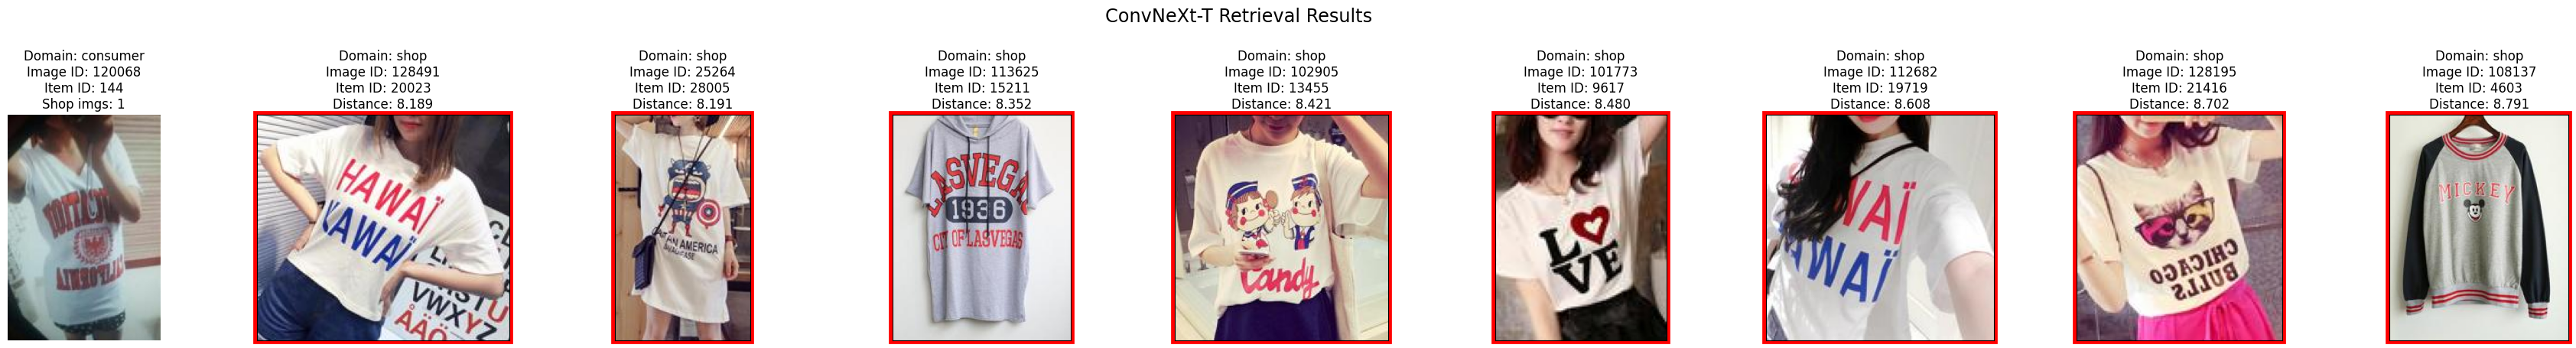 ConvNeXt-T Retrieval Results
Domain: consumer
Image ID: 120068
Item ID: 144
Shop imgs: 1
Domain: shop
Image ID: 128491
Item ID: 20023
Distance: 8.189
HAWAÏ
KAWAÏ
VWXYZ
ÅÄÖ
Domain: shop
Image ID: 25264
Item ID: 28005
Distance: 8.191
AMERICA
Domain: shop
Image ID: 113625
Item ID: 15211
Distance: 8.352
LASVEGA
1936
CITY OF LASVEGAS
Domain: shop
Image ID: 102905
Item ID: 13455
Distance: 8.421
Candy
Domain: shop
Image ID: 101773
Item ID: 9617
Distance: 8.480
L
VE
Domain: shop
Image ID: 112682
Item ID: 19719
Distance: 8.608
WAÏ
AWAÏ
Domain: shop
Image ID: 128195
Item ID: 21416
Distance: 8.702
CHICAGO
BULLS
Domain: shop
Image ID: 108137
Item ID: 4603
Distance: 8.791
MICKEY